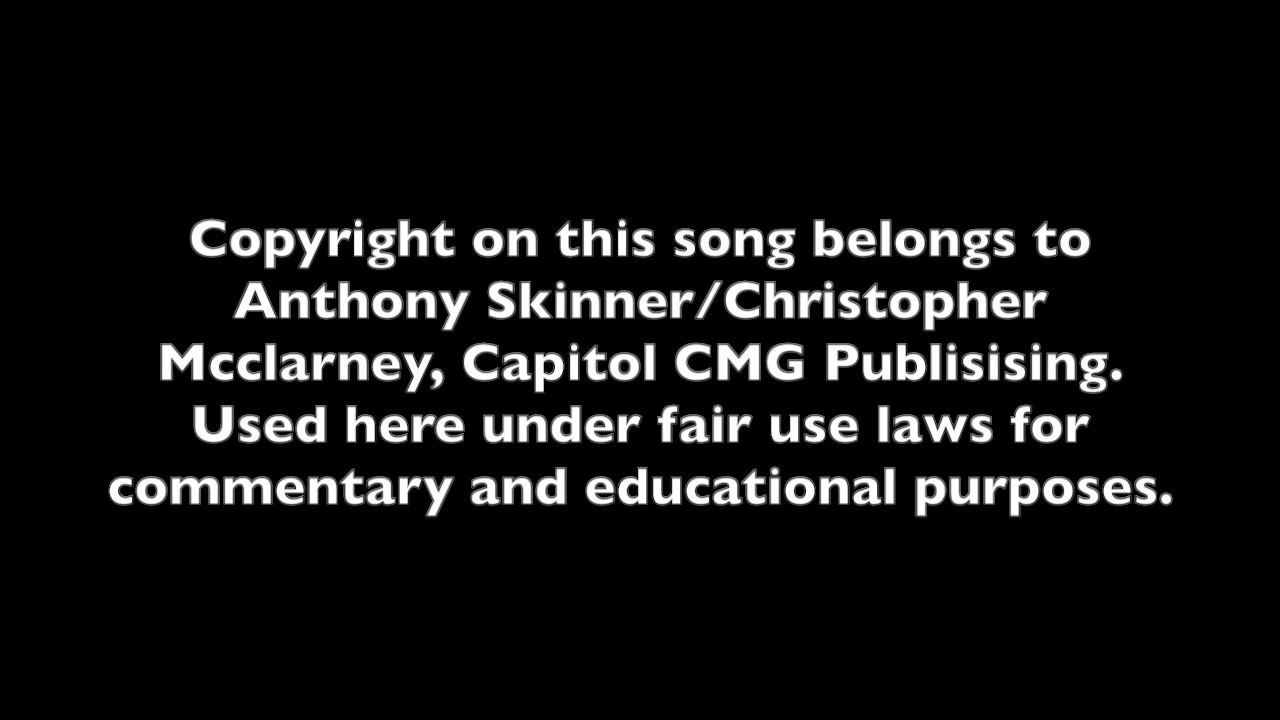 Copyright on this song belongs to
Anthony Skinner/Christopher
Mcclarney, Capitol CMG Publisising.
Used here under fair use laws for
commentary and educational purposes.